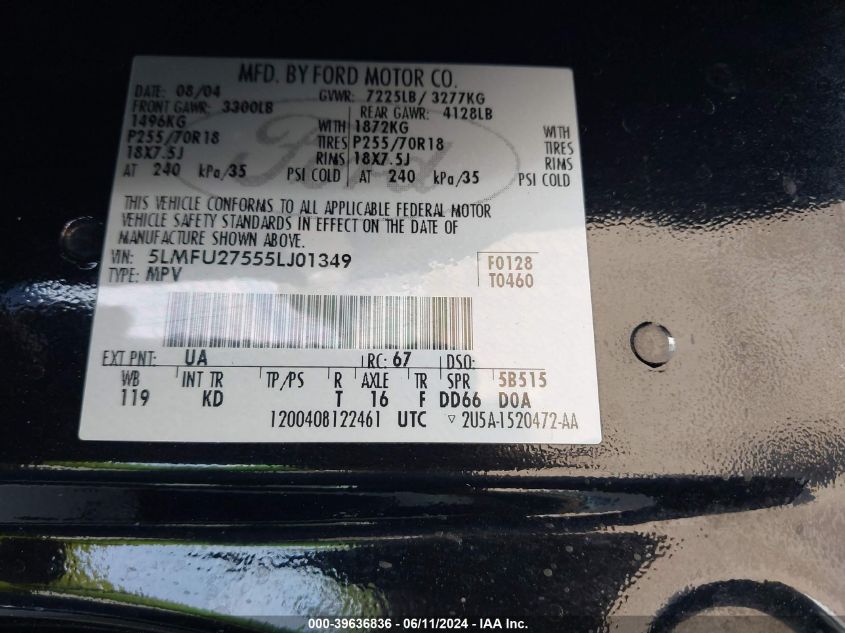 MFD. BY FORD MOTOR CO.
DATE: 08/04 GVWR: 7225LB/ 3277KG
FRONT GAWR: 3300LB REAR GAWR: 4128LB
1496KG WITH 1872KG WITH
P255/70R18 TIRES P255/70R18 TIRES
18X7.5J RIMS 18X7.5J RIMS
AT 240 kPa/35 PSI COLD AT 240 kPa/35 PSI COLD
THIS VEHICLE CONFORMS TO ALL APPLICABLE FEDERAL MOTOR
VEHICLE SAFETY STANDARDS IN EFFECT ON THE DATE OF
MANUFACTURE SHOWN ABOVE.
VIN: 5LMFU27555LJ01349 F0128
TYPE: MPV T0460
EXT PNT: UA RC: 67 DSO:
WB INT TR TP/PS R AXLE TR SPR 5B515
119 KD T 16 F DD66 D0A
1200408122461 UTC ▽ 2U5A-1520472-AA
Ford
000-39636836 - 06/11/2024 - IAA Inc.